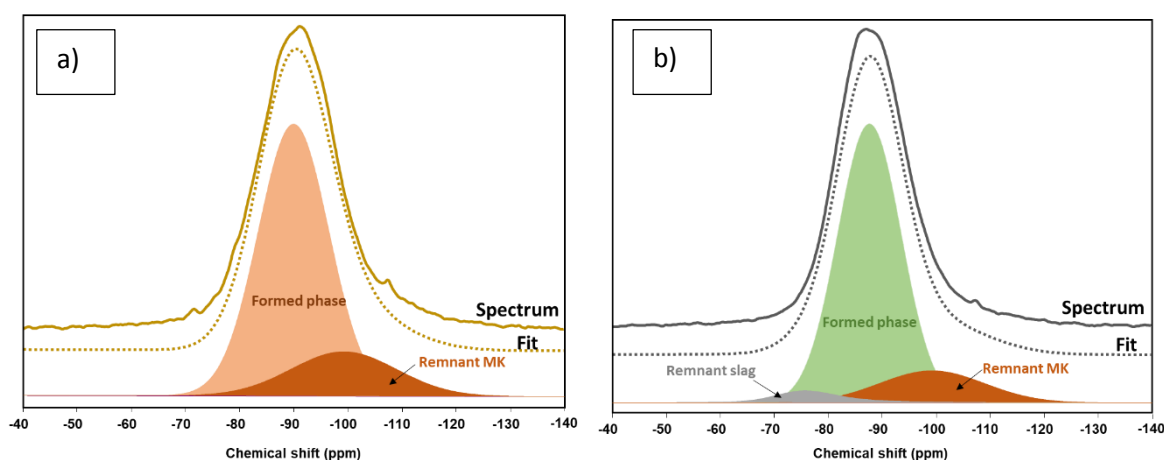 a)
Formed phase
Spectrum
Fit
Remnant MK
-40 -50 -60 -70 -80 -90 -100 -110 -120 -130 -140
Chemical shift (ppm)
b)
Formed phase
Spectrum
Fit
Remnant slag
Remnant MK
-40 -50 -60 -70 -80 -90 -100 -110 -120 -130 -140
Chemical shift (ppm)